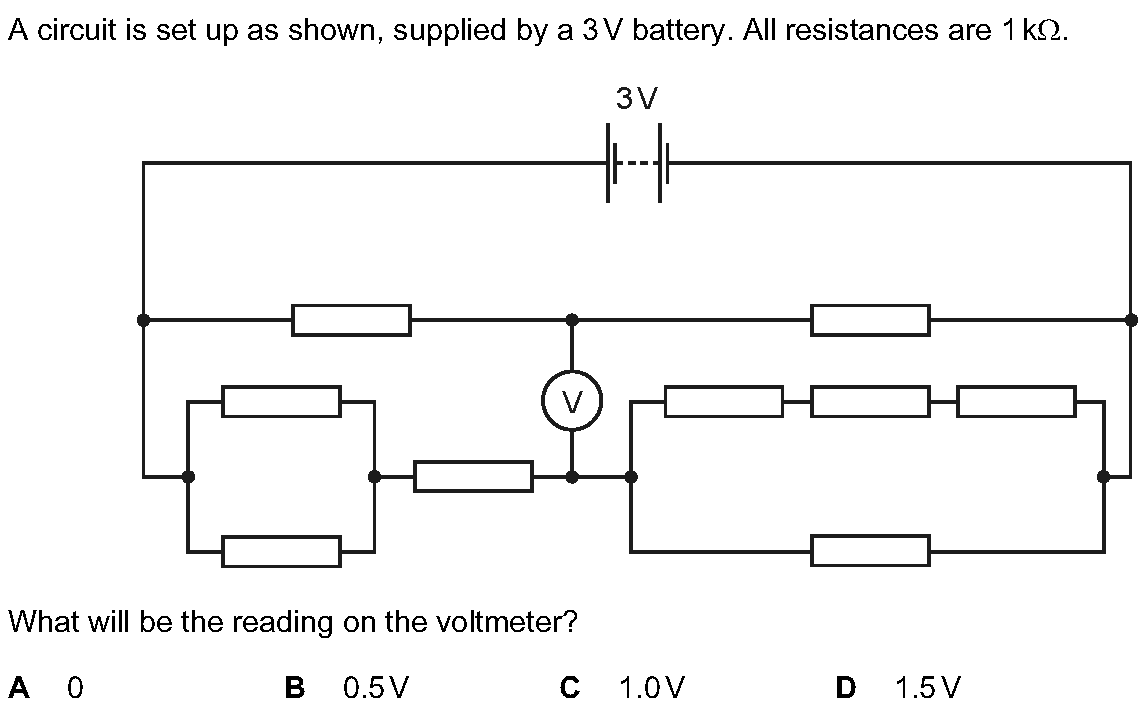 A circuit is set up as shown, supplied by a 3 V battery. All resistances are 1 kΩ.
3 V
V
What will be the reading on the voltmeter?
A 0 B 0.5 V C 1.0 V D 1.5 V